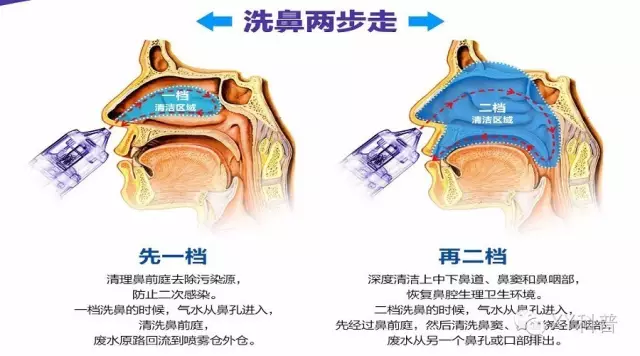 洗鼻两步走
一档
清洁区域
二档
清洁区域
先一档
清理鼻前庭去除污染源，
防止二次感染。
一档洗鼻的时候，气水从鼻孔进入，
清洗鼻前庭，
废水原路回流到喷雾仓外仓。
再二档
深度清洁上中下鼻道、鼻窦和鼻咽部，
恢复鼻腔生理卫生环境。
二档洗鼻的时候，气水从鼻孔进入，
先经过鼻前庭，然后清洗鼻窦、经鼻咽部，
废水从另一个鼻孔或口部排出。
科普